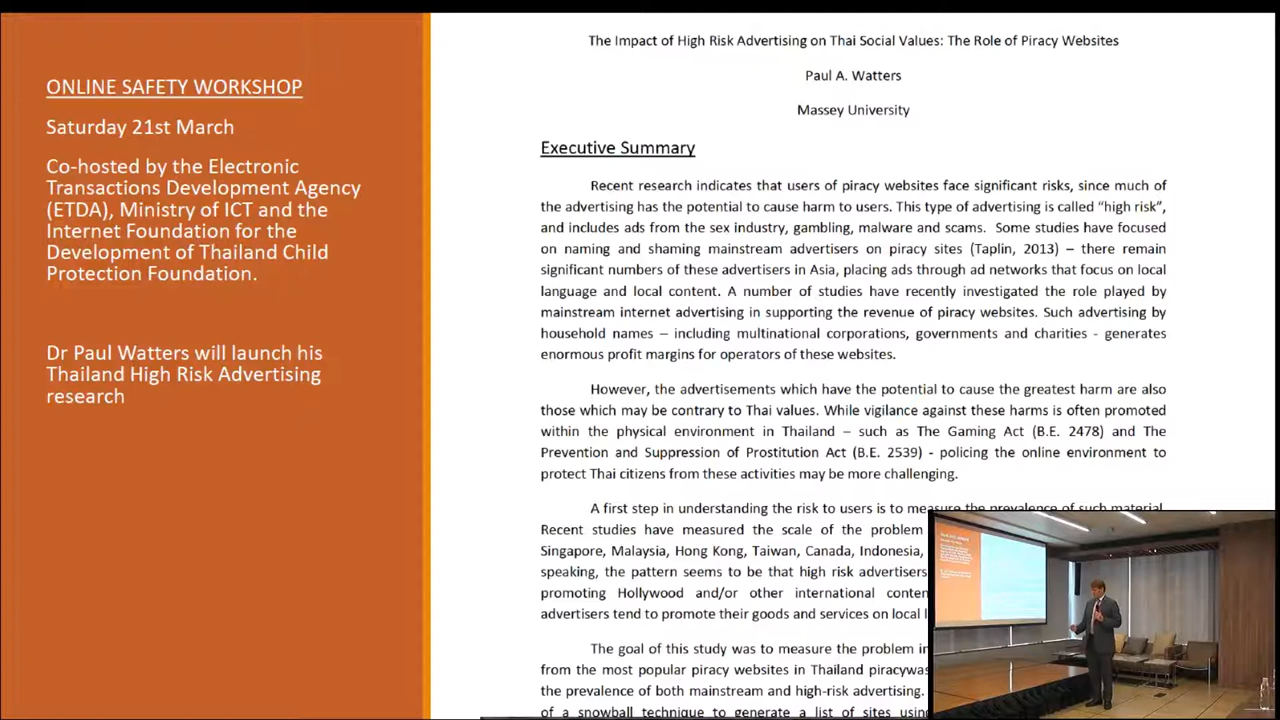 ONLINE SAFETY WORKSHOP
Saturday 21st March
Co-hosted by the Electronic
Transactions Development Agency
(ETDA), Ministry of ICT and the
Internet Foundation for the
Development of Thailand Child
Protection Foundation.
Dr Paul Watters will launch his
Thailand High Risk Advertising
research
The Impact of High Risk Advertising on Thai Social Values: The Role of Piracy Websites
Paul A. Watters
Massey University
Executive Summary
Recent research indicates that users of piracy websites face significant risks, since much of
the advertising has the potential to cause harm to users. This type of advertising is called “high risk”,
and includes ads from the sex industry, gambling, malware and scams. Some studies have focused
on naming and shaming mainstream advertisers on piracy sites (Taplin, 2013) – there remain
significant numbers of these advertisers in Asia, placing ads through ad networks that focus on local
language and local content. A number of studies have recently investigated the role played by
mainstream internet advertising in supporting the revenue of piracy websites. Such advertising by
household names – including multinational corporations, governments and charities - generates
enormous profit margins for operators of these websites.
However, the advertisements which have the potential to cause the greatest harm are also
those which may be contrary to Thai values. While vigilance against these harms is often promoted
within the physical environment in Thailand – such as The Gaming Act (B.E. 2478) and The
Prevention and Suppression of Prostitution Act (B.E. 2539) - policing the online environment to
protect Thai citizens from these activities may be more challenging.
A first step in understanding the risk to users is to measure the prevalence of such material.
Recent studies have measured the scale of the problem
Singapore, Malaysia, Hong Kong, Taiwan, Canada, Indonesia,
speaking, the pattern seems to be that high risk advertisers
promoting Hollywood and/or other international
advertisers tend to promote their goods and services on local
The goal of this study was to measure the problem
from the most popular piracy websites in Thailand
the prevalence of both mainstream and high-risk advertising.
of a snowball technique to generate a list of sites